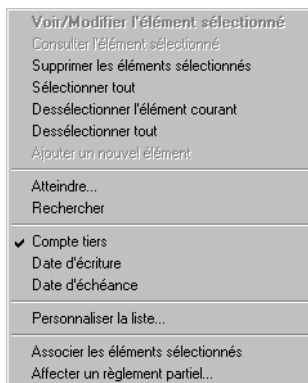 Voir/Modifier l'élément sélectionné
Consulter l'élément sélectionné
Supprimer les éléments sélectionnés
Sélectionner tout
Dessélectionner l'élément courant
Dessélectionner tout
Ajouter un nouvel élément
Atteindre...
Rechercher
Compte tiers
Date d'écriture
Date d'échéance
Personnaliser la liste...
Associer les éléments sélectionnés
Affecter un règlement partiel...